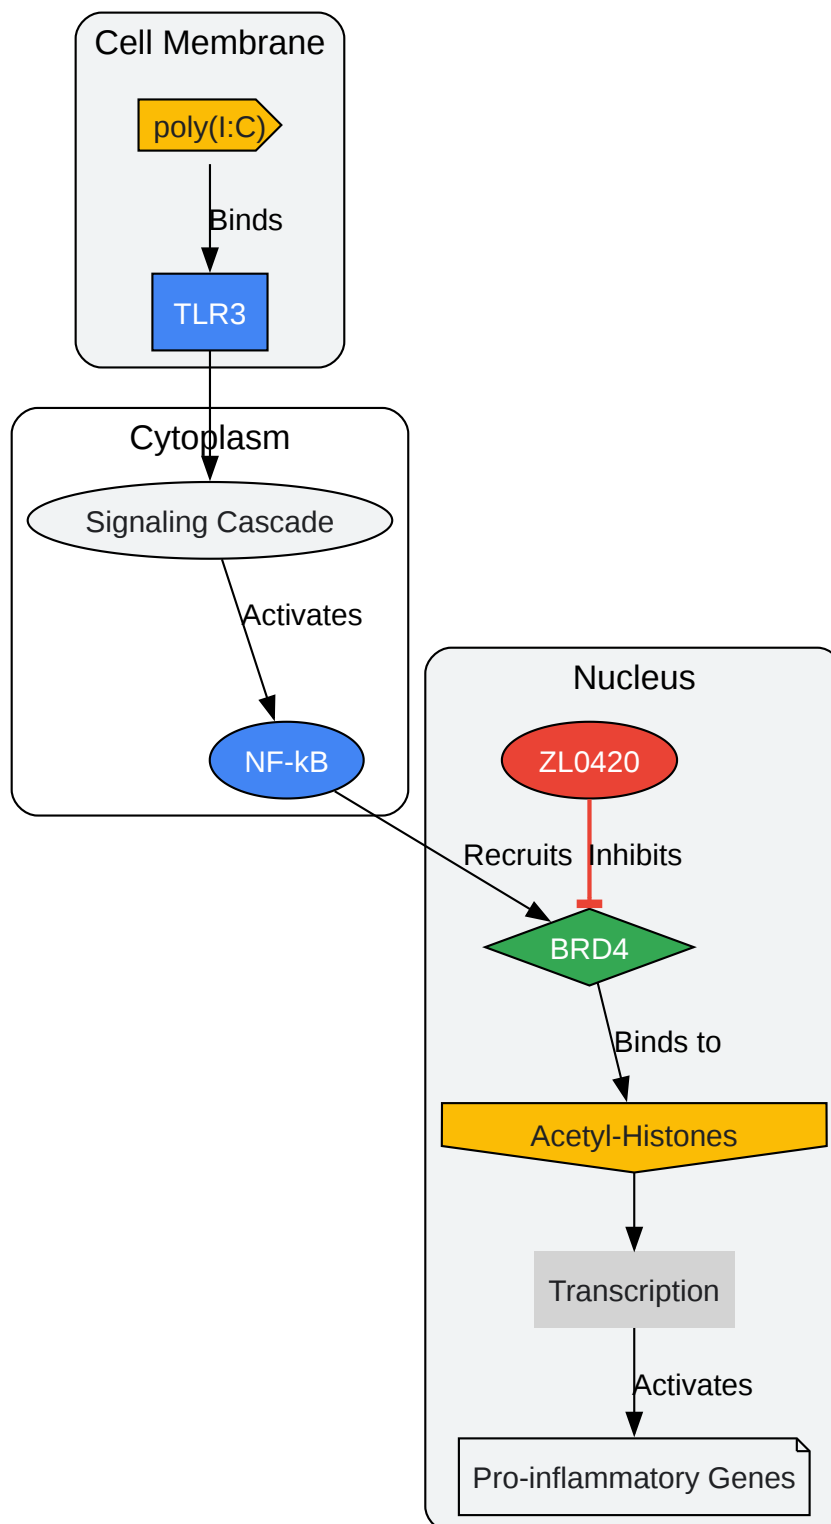 Cell Membrane
poly(I:C)
Binds
TLR3
Cytoplasm
Signaling Cascade
Activates
NF-kB
Nucleus
ZL0420
Recruits
Inhibits
BRD4
Binds to
Acetyl-Histones
Transcription
Activates
Pro-inflammatory Genes